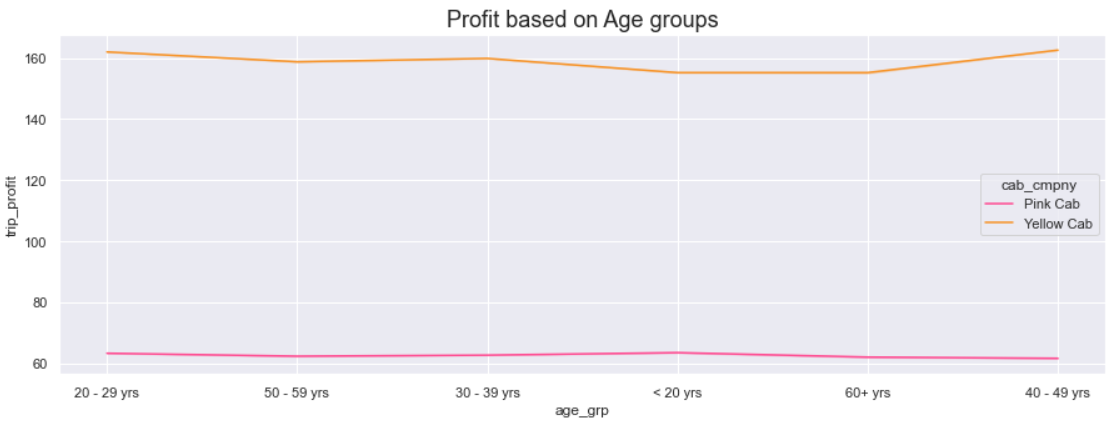 Profit based on Age groups
trip_profit
160
140
120
100
80
60
cab_cmpny
Pink Cab
Yellow Cab
20 - 29 yrs 50 - 59 yrs 30 - 39 yrs < 20 yrs 60+ yrs 40 - 49 yrs
age_grp